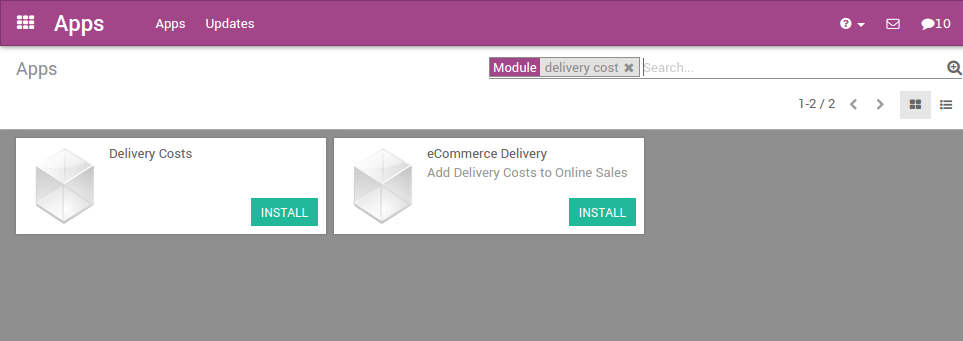 Apps Apps Updates 10
Apps Module delivery cost Search...
1-2 / 2
Delivery Costs
INSTALL
eCommerce Delivery
Add Delivery Costs to Online Sales
INSTALL